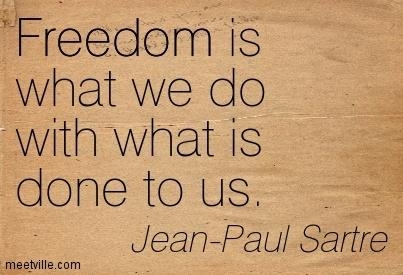 Freedom is
what we do
with what is
done to us.
Jean-Paul Sartre
meetville.com